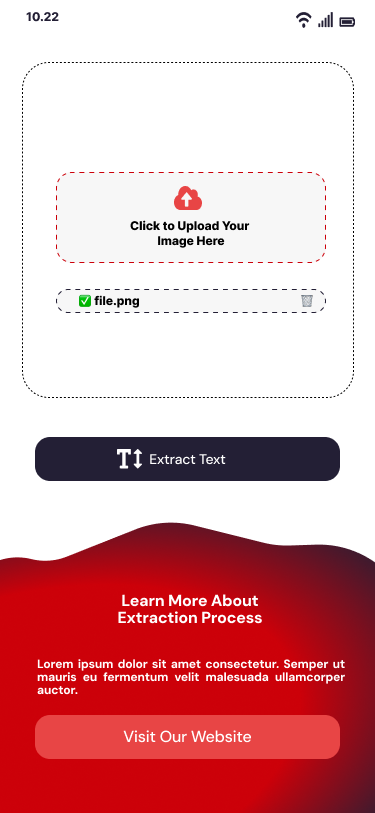 10.22
Click to Upload Your
Image Here
✅ file.png
Extract Text
Learn More About
Extraction Process
Lorem ipsum dolor sit amet consectetur. Semper ut
mauris eu fermentum velit malesuada ullamcorper
auctor.
Visit Our Website